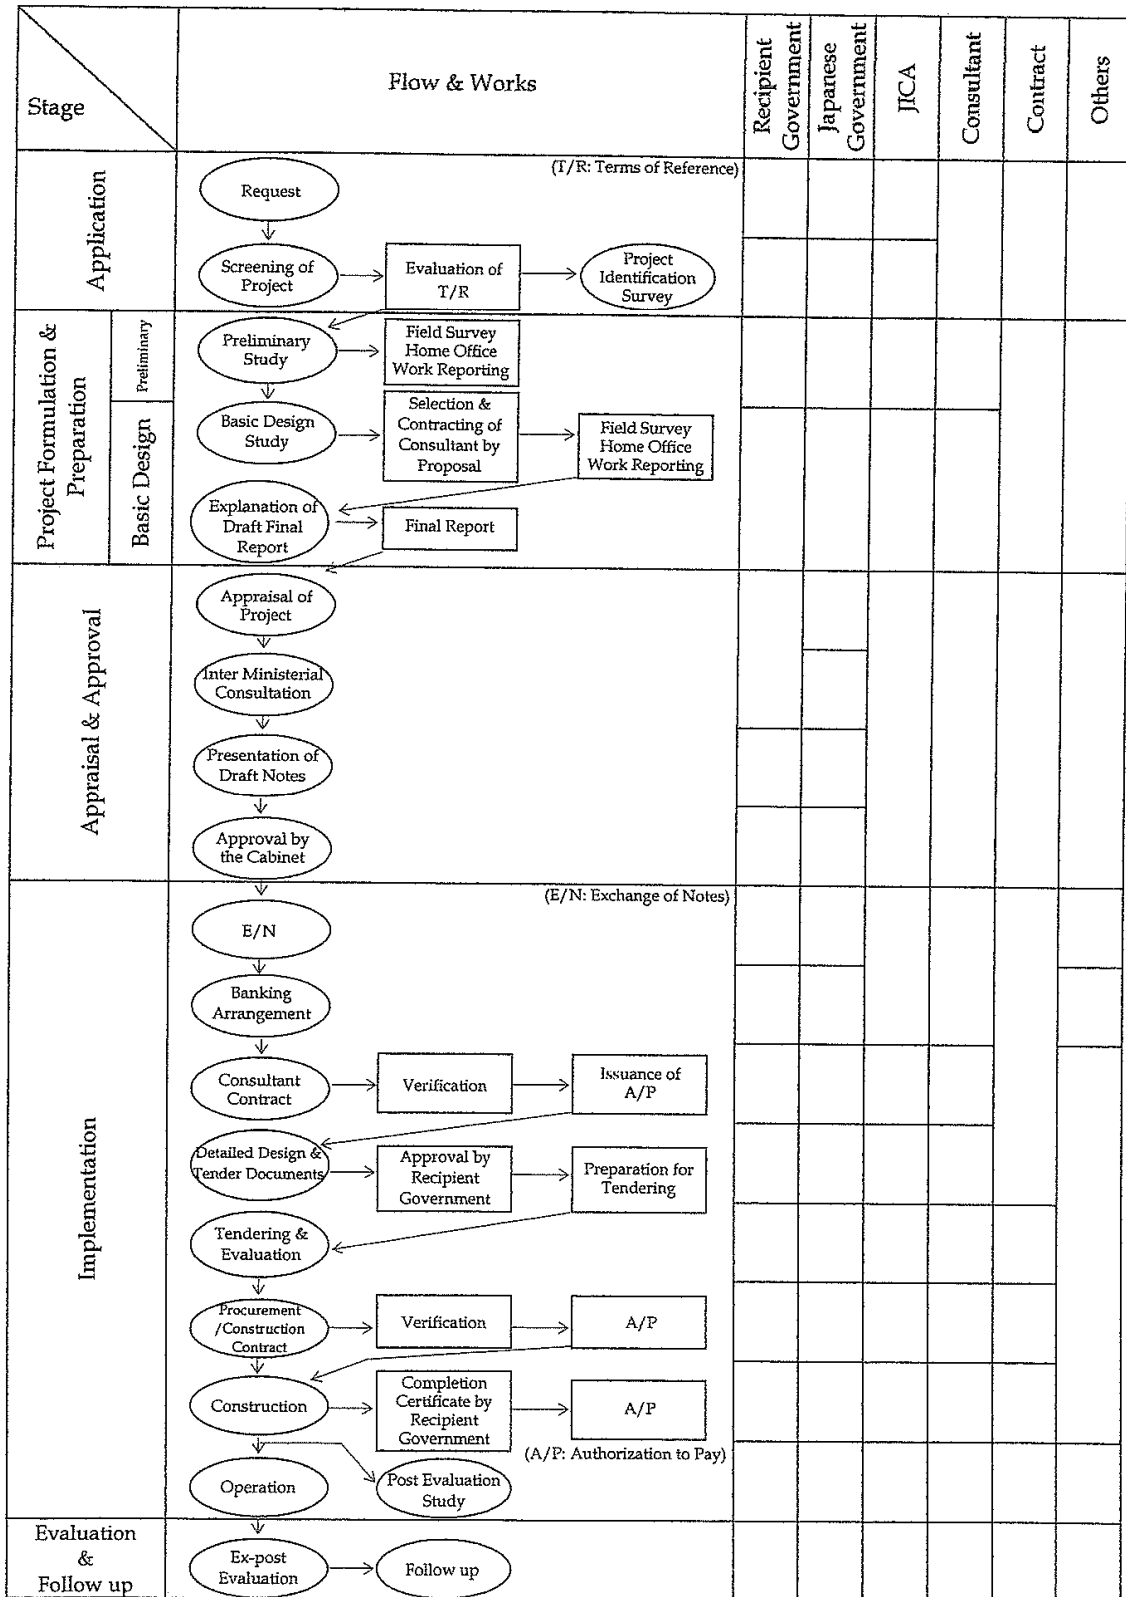 Stage
Flow & Works
Recipient
Government
Japanese
Government
JICA
Consultant
Contract
Others
Application
(T/R: Terms of Reference)
Request
Screening of
Project
Evaluation of
T/R
Project
Identification
Survey
Project Formulation &
Preparation
Preliminary
Preliminary
Study
Field Survey
Home Office
Work Reporting
Basic Design
Basic Design
Study
Selection &
Contracting of
Consultant by
Proposal
Field Survey
Home Office
Work Reporting
Explanation of
Draft Final
Report
Final Report
Appraisal & Approval
Appraisal of
Project
Inter Ministerial
Consultation
Presentation of
Draft Notes
Approval by
the Cabinet
Implementation
(E/N: Exchange of Notes)
E/N
Banking
Arrangement
Consultant
Contract
Verification
Issuance of
A/P
Detailed Design &
Tender Documents
Approval by
Recipient
Government
Preparation for
Tendering
Tendering &
Evaluation
Procurement
/Construction
Contract
Verification
A/P
Construction
Completion
Certificate by
Recipient
Government
A/P
(A/P: Authorization to Pay)
Operation
Post Evaluation
Study
Evaluation
&
Follow up
Ex-post
Evaluation
Follow up